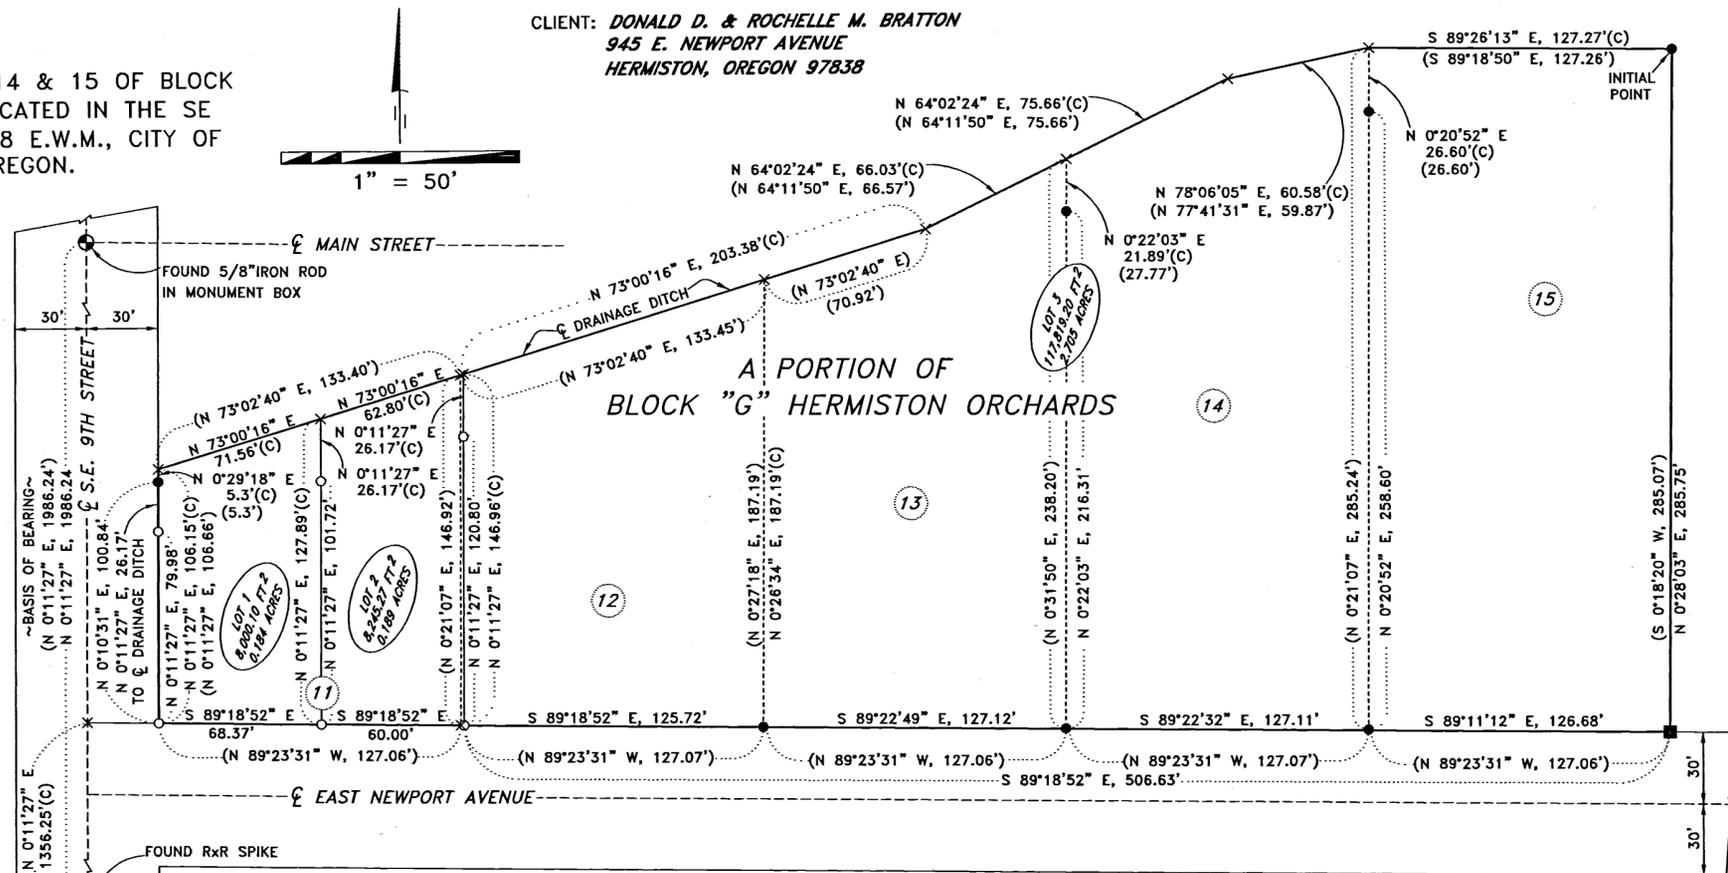 CLIENT: DONALD D. & ROCHELLE M. BRATTON
945 E. NEWPORT AVENUE
HERMISTON, OREGON 97838
14 & 15 OF BLOCK
CATED IN THE SE
8 E.W.M., CITY OF
REGON.
1" = 50'
S 89°26'13" E, 127.27'(C)
(S 89°18'50" E, 127.26')
INITIAL
POINT
N 64°02'24" E, 75.66'(C)
(N 64°11'50" E, 75.66')
N 0°20'52" E
26.60'(C)
(26.60')
N 64°02'24" E, 66.03'(C)
(N 64°11'50" E, 66.57')
N 78°06'05" E, 60.58'(C)
(N 77°41'31" E, 59.87')
℄ MAIN STREET
N 0°22'03" E
21.89'(C)
(27.77')
FOUND 5/8"IRON ROD
IN MONUMENT BOX
30'
30'
N 73°00'16" E, 203.38'(C)
℄ DRAINAGE DITCH
(N 73°02'40" E)
(70.92')
(N 73°02'40" E, 133.45')
LOT 3
117,819.20 FT²
2.705 ACRES
15
℄ S.E. 9TH STREET
(N 73°02'40" E, 133.40')
N 73°00'16" E
71.56'(C)
N 73°00'16" E
62.80'(C)
A PORTION OF
BLOCK "G" HERMISTON ORCHARDS
14
N 0°11'27" E
26.17'(C)
N 0°11'27" E
26.17'(C)
N 0°29'18" E
5.3'(C)
(5.3')
13
~BASIS OF BEARING~
(N 0°11'27" E, 1986.24')
N 0°11'27" E, 1986.24
N 0°10'31" E, 100.84'
N 0°11'27" E, 26.17'
TO ℄ DRAINAGE DITCH
N 0°11'27" E, 79.98'
N 0°11'27" E, 106.15'(C)
(N 0°11'27" E, 106.66')
LOT 1
8,000.10 FT²
0.184 ACRES
N 0°11'27" E, 127.89'(C)
N 0°11'27" E, 101.72'
LOT 2
8,245.27 FT²
0.189 ACRES
(N 0°21'07" E, 146.92')
N 0°11'27" E, 120.80'
N 0°11'27" E, 146.96'(C)
12
(N 0°27'18" E, 187.19')
N 0°26'34" E, 187.19'(C)
(N 0°31'50" E, 238.20')
N 0°22'03" E, 216.31'
(N 0°21'07" E, 285.24')
N 0°20'52" E, 258.60'
(S 0°18'20" W, 285.07')
N 0°28'03" E, 285.75'
11
S 89°18'52" E
68.37'
S 89°18'52" E
60.00'
S 89°18'52" E, 125.72'
S 89°22'49" E, 127.12'
S 89°22'32" E, 127.11'
S 89°11'12" E, 126.68'
(N 89°23'31" W, 127.06')
(N 89°23'31" W, 127.07')
(N 89°23'31" W, 127.06')
(N 89°23'31" W, 127.07')
(N 89°23'31" W, 127.06')
S 89°18'52" E, 506.63'
30'
℄ EAST NEWPORT AVENUE
30'
N 0°11'27" E
1356.25'(C)
FOUND RxR SPIKE